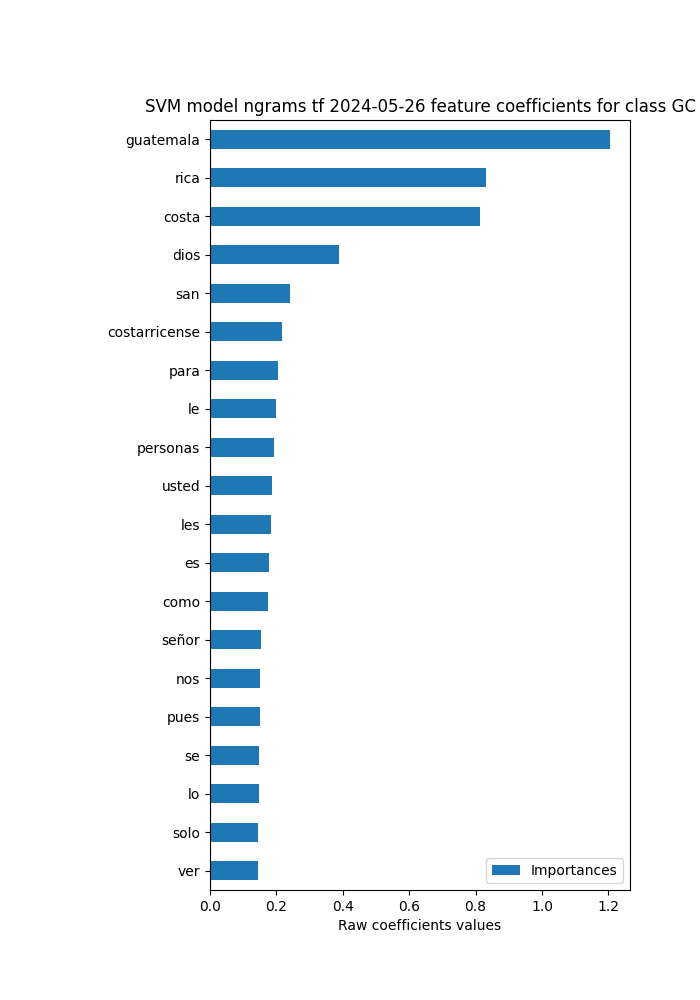 SVM model ngrams tf 2024-05-26 feature coefficients for class GC
guatemala
rica
costa
dios
san
costarricense
para
le
personas
usted
les
es
como
señor
nos
pues
se
lo
solo
ver
Importances
0.0 0.2 0.4 0.6 0.8 1.0 1.2
Raw coefficients values